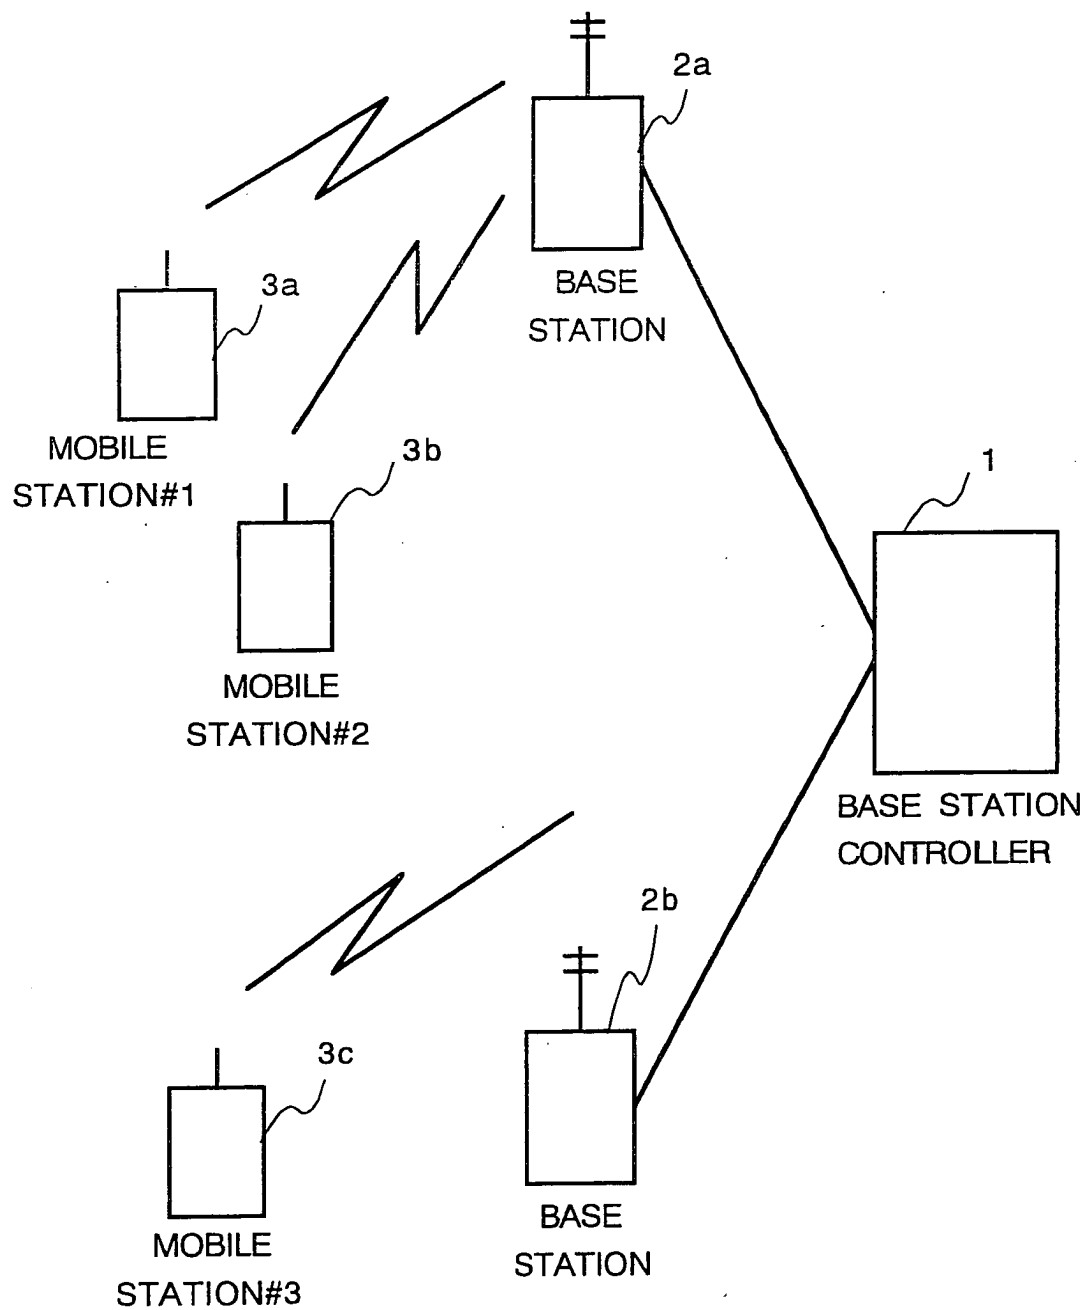 2a
BASE
STATION
3a
MOBILE
STATION#1
3b
MOBILE
STATION#2
1
BASE STATION
CONTROLLER
2b
BASE
STATION
3c
MOBILE
STATION#3